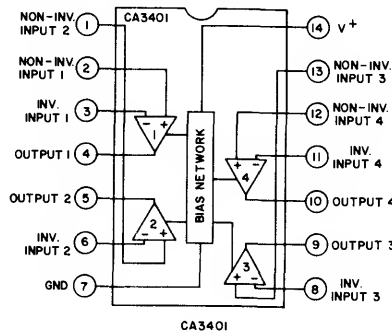 CA3401
NON-INV.
INPUT 2
1
NON-INV.
INPUT 1
2
INV.
INPUT 1
3
OUTPUT 1
4
OUTPUT 2
5
INV.
INPUT 2
6
GND
7
- +
1
- +
2
BIAS NETWORK
+ -
4
3
+ -
14
V+
13
NON-INV.
INPUT 3
12
NON-INV.
INPUT 4
11
INV.
INPUT 4
10
OUTPUT 4
9
OUTPUT 3
8
INV.
INPUT 3
CA3401